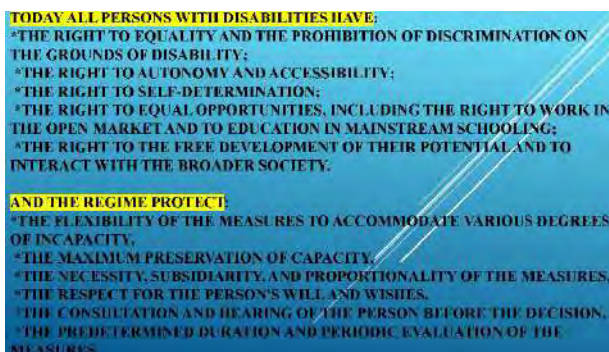 TODAY ALL PERSONS WITH DISABILITIES HAVE:
*THE RIGHT TO EQUALITY AND THE PROHIBITION OF DISCRIMINATION ON
THE GROUNDS OF DISABILITY;
*THE RIGHT TO AUTONOMY AND ACCESSIBILITY;
*THE RIGHT TO SELF-DETERMINATION;
*THE RIGHT TO EQUAL OPPORTUNITIES, INCLUDING THE RIGHT TO WORK IN
THE OPEN MARKET AND TO EDUCATION IN MAINSTREAM SCHOOLING;
*THE RIGHT TO THE FREE DEVELOPMENT OF THEIR POTENTIAL AND TO
INTERACT WITH THE BROADER SOCIETY.
AND THE REGIME PROTECT:
*THE FLEXIBILITY OF THE MEASURES TO ACCOMMODATE VARIOUS DEGREES
OF INCAPACITY.
*THE MAXIMUM PRESERVATION OF CAPACITY.
*THE NECESSITY, SUBSIDIARITY, AND PROPORTIONALITY OF THE MEASURES.
*THE RESPECT FOR THE PERSON'S WILL AND WISHES.
*THE CONSULTATION AND HEARING OF THE PERSON BEFORE THE DECISION.
*THE PREDETERMINED DURATION AND PERIODIC EVALUATION OF THE
MEASURES